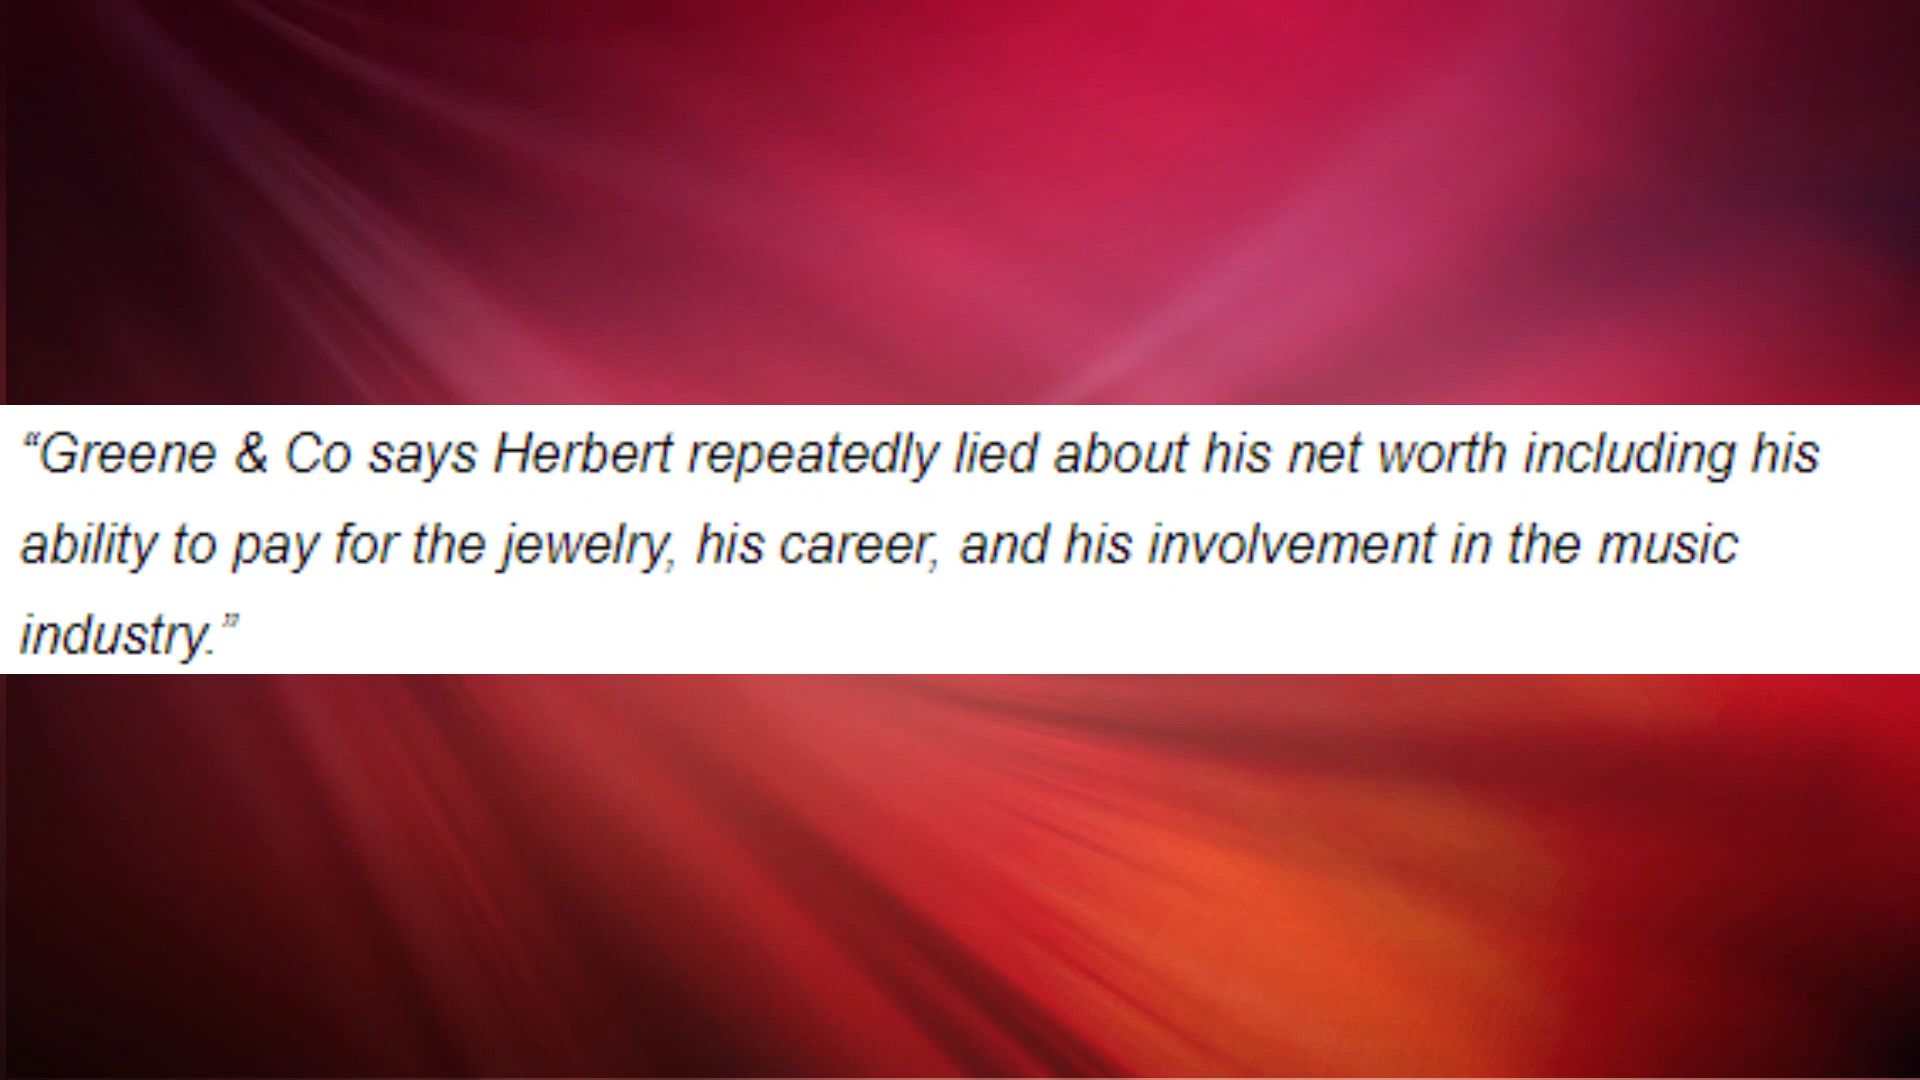 “Greene & Co says Herbert repeatedly lied about his net worth including his
ability to pay for the jewelry, his career, and his involvement in the music
industry.”